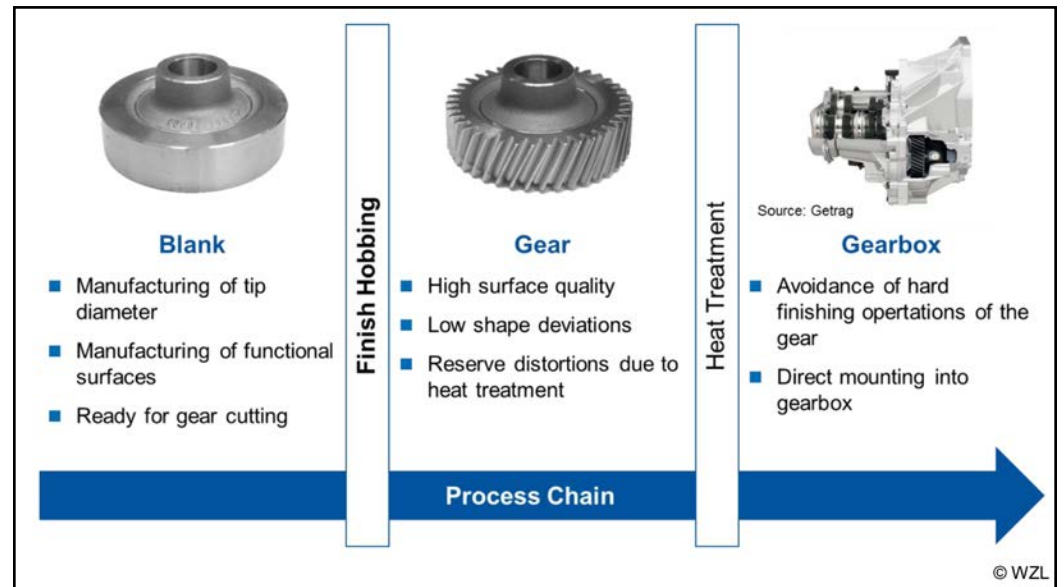 Source: Getrag
Blank
■ Manufacturing of tip
diameter
■ Manufacturing of functional
surfaces
■ Ready for gear cutting
Finish Hobbing
Gear
■ High surface quality
■ Low shape deviations
■ Reserve distortions due to
heat treatment
Heat Treatment
Gearbox
■ Avoidance of hard
finishing opertations of the
gear
■ Direct mounting into
gearbox
Process Chain
© WZL